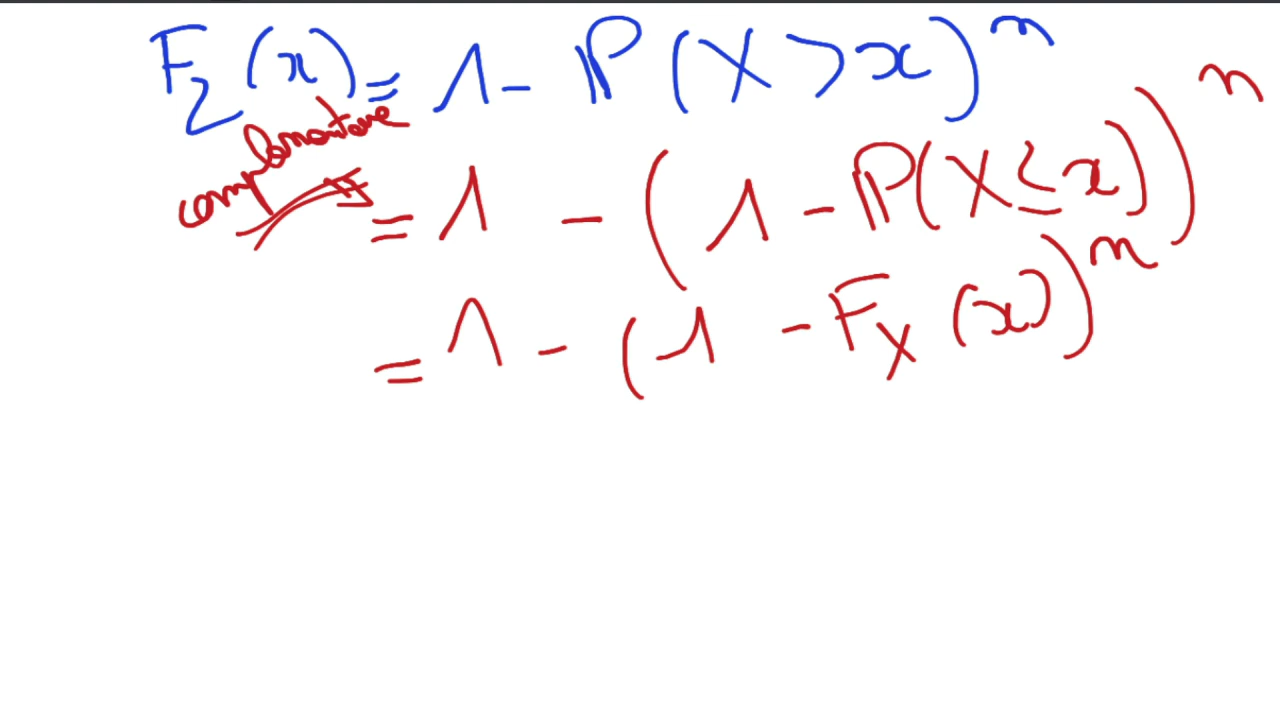 F_Z(x) = 1 - ℙ(X > x)^n
complémentaire
= 1 - (1 - ℙ(X ≤ x))^n
= 1 - (1 - F_X(x))^n